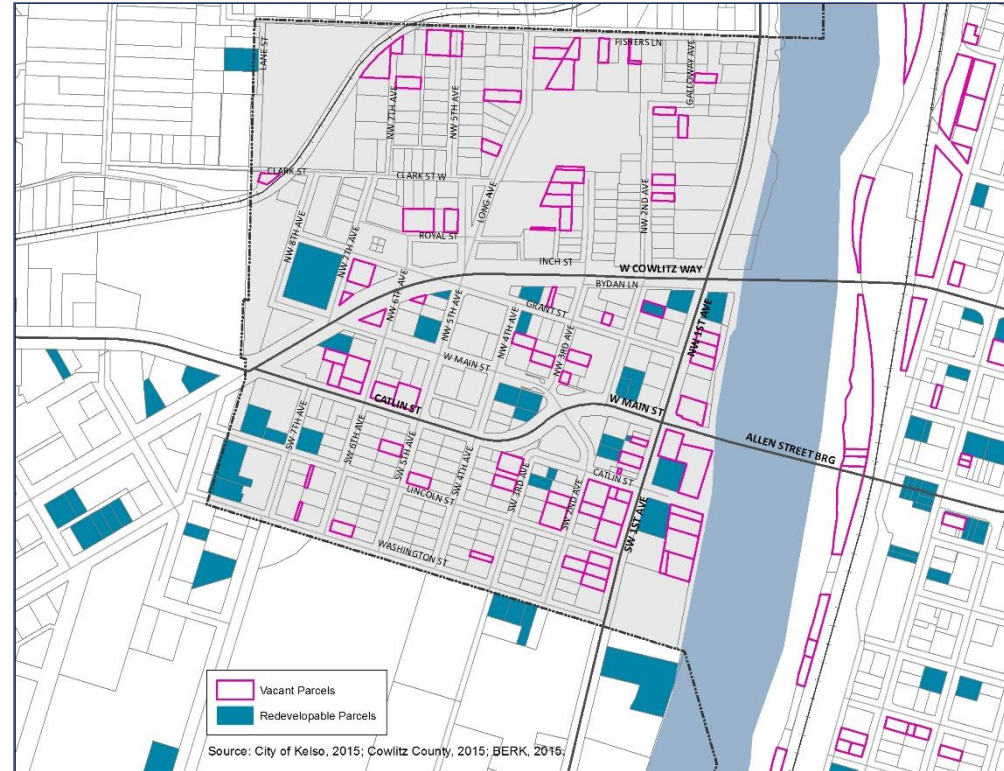 LANE ST
FISHERS LN
GALLOWAY AVE
NW 7TH AVE
NW 5TH AVE
CLARK ST
CLARK ST W
LONG AVE
NW 2ND AVE
ROYAL ST
NW 8TH AVE
NW 7TH AVE
INCH ST
W COWLITZ WAY
BYDAN LN
NW 6TH AVE
NW 5TH AVE
GRANT ST
NW 4TH AVE
NW 3RD AVE
NW 1ST AVE
W MAIN ST
W MAIN ST
CATLIN ST
ALLEN STREET BRG
SW 7TH AVE
SW 6TH AVE
SW 5TH AVE
SW 4TH AVE
SW 3RD AVE
CATLIN ST
SW 2ND AVE
LINCOLN ST
SW 1ST AVE
WASHINGTON ST
Vacant Parcels
Redevelopable Parcels
Source: City of Kelso, 2015; Cowlitz County, 2015; BERK, 2015.